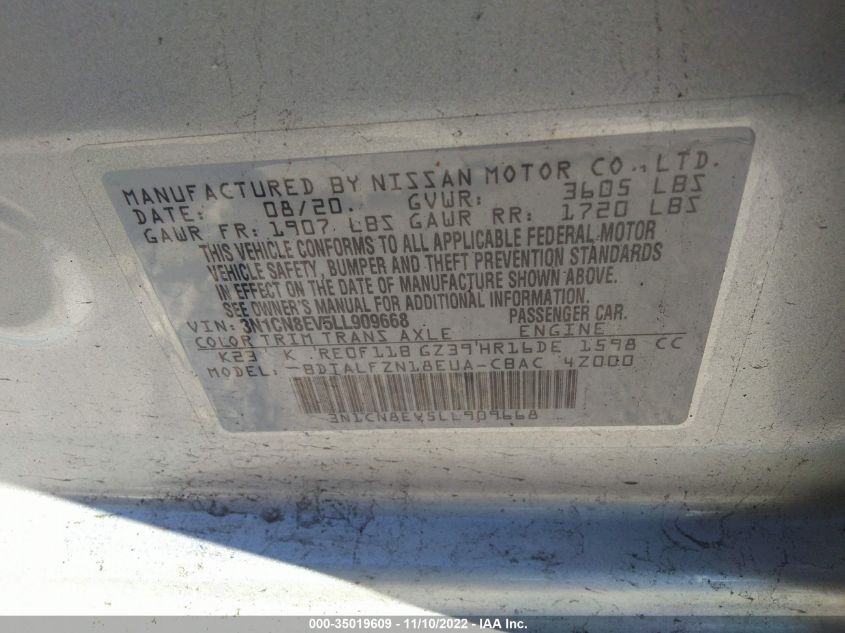 MANUFACTURED BY NISSAN MOTOR CO., LTD.
DATE: 08/20 GVWR: 3605 LBS
GAWR FR: 1907 LBS GAWR RR: 1720 LBS
THIS VEHICLE CONFORMS TO ALL APPLICABLE FEDERAL MOTOR
VEHICLE SAFETY, BUMPER AND THEFT PREVENTION STANDARDS
IN EFFECT ON THE DATE OF MANUFACTURE SHOWN ABOVE.
SEE OWNER'S MANUAL FOR ADDITIONAL INFORMATION.
VIN: 3N1CN8EV5LL909668 PASSENGER CAR.
COLOR TRIM TRANS AXLE ENGINE
K23 K RE0F11B GZ39 HR16DE 1598 CC
MODEL: BDIALFZN18EUA-CBAC 4Z000
3N1CN8EV5LL909668
000-35019609 - 11/10/2022 - IAA Inc.